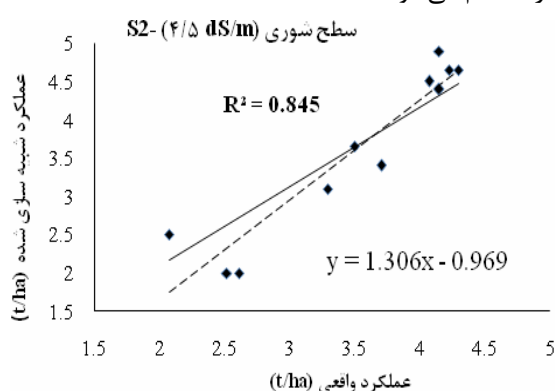 سطح شوری S2- (۴/۵ dS/m)
عملکرد شبیه سازی شده (t/ha)
5
4.5
4
3.5
3
2.5
2
1.5
R² = 0.845
y = 1.306x - 0.969
1.5 2 2.5 3 3.5 4 4.5 5
عملکرد واقعی (t/ha)